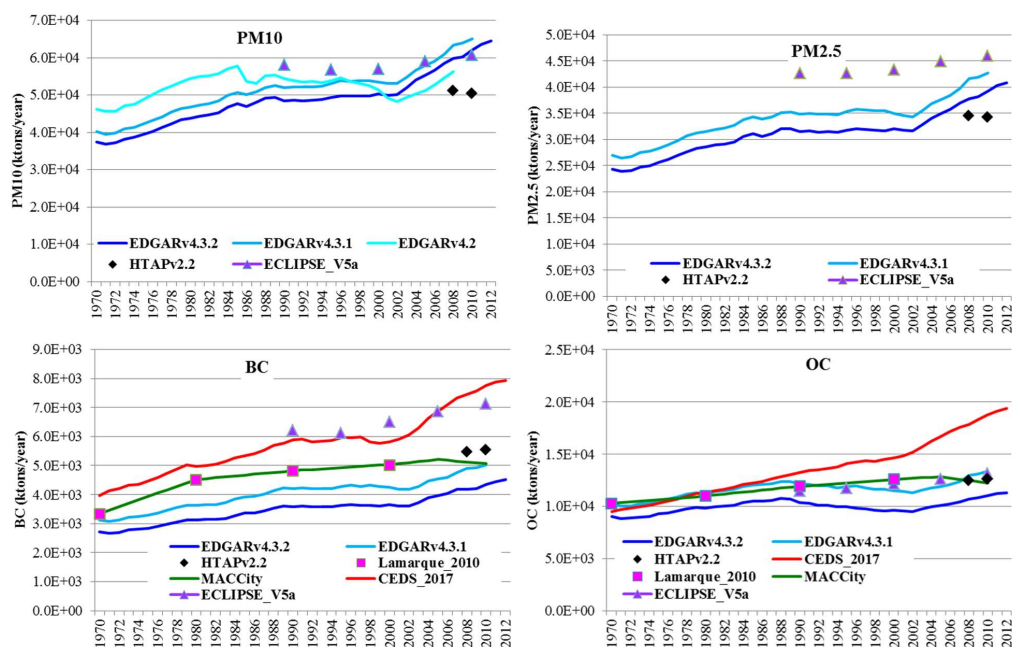 PM10
7.0E+04
6.0E+04
5.0E+04
4.0E+04
3.0E+04
2.0E+04
1.0E+04
0.0E+00
PM10 (ktons/year)
EDGARv4.3.2 EDGARv4.3.1 EDGARv4.2
HTAPv2.2 ECLIPSE_V5a
1970 1972 1974 1976 1978 1980 1982 1984 1986 1988 1990 1992 1994 1996 1998 2000 2002 2004 2006 2008 2010 2012
PM2.5
5.0E+04
4.5E+04
4.0E+04
3.5E+04
3.0E+04
2.5E+04
2.0E+04
1.5E+04
1.0E+04
5.0E+03
0.0E+00
PM2.5 (ktons/year)
EDGARv4.3.2 EDGARv4.3.1
HTAPv2.2 ECLIPSE_V5a
1970 1972 1974 1976 1978 1980 1982 1984 1986 1988 1990 1992 1994 1996 1998 2000 2002 2004 2006 2008 2010 2012
BC
9.0E+03
8.0E+03
7.0E+03
6.0E+03
5.0E+03
4.0E+03
3.0E+03
2.0E+03
1.0E+03
0.0E+00
BC (ktons/year)
EDGARv4.3.2 EDGARv4.3.1
HTAPv2.2 Lamarque_2010
MACCity CEDS_2017
ECLIPSE_V5a
1970 1972 1974 1976 1978 1980 1982 1984 1986 1988 1990 1992 1994 1996 1998 2000 2002 2004 2006 2008 2010 2012
OC
2.5E+04
2.0E+04
1.5E+04
1.0E+04
5.0E+03
0.0E+00
OC (ktons/year)
EDGARv4.3.2 EDGARv4.3.1
HTAPv2.2 CEDS_2017
Lamarque_2010 MACCity
ECLIPSE_V5a
1970 1972 1974 1976 1978 1980 1982 1984 1986 1988 1990 1992 1994 1996 1998 2000 2002 2004 2006 2008 2010 2012